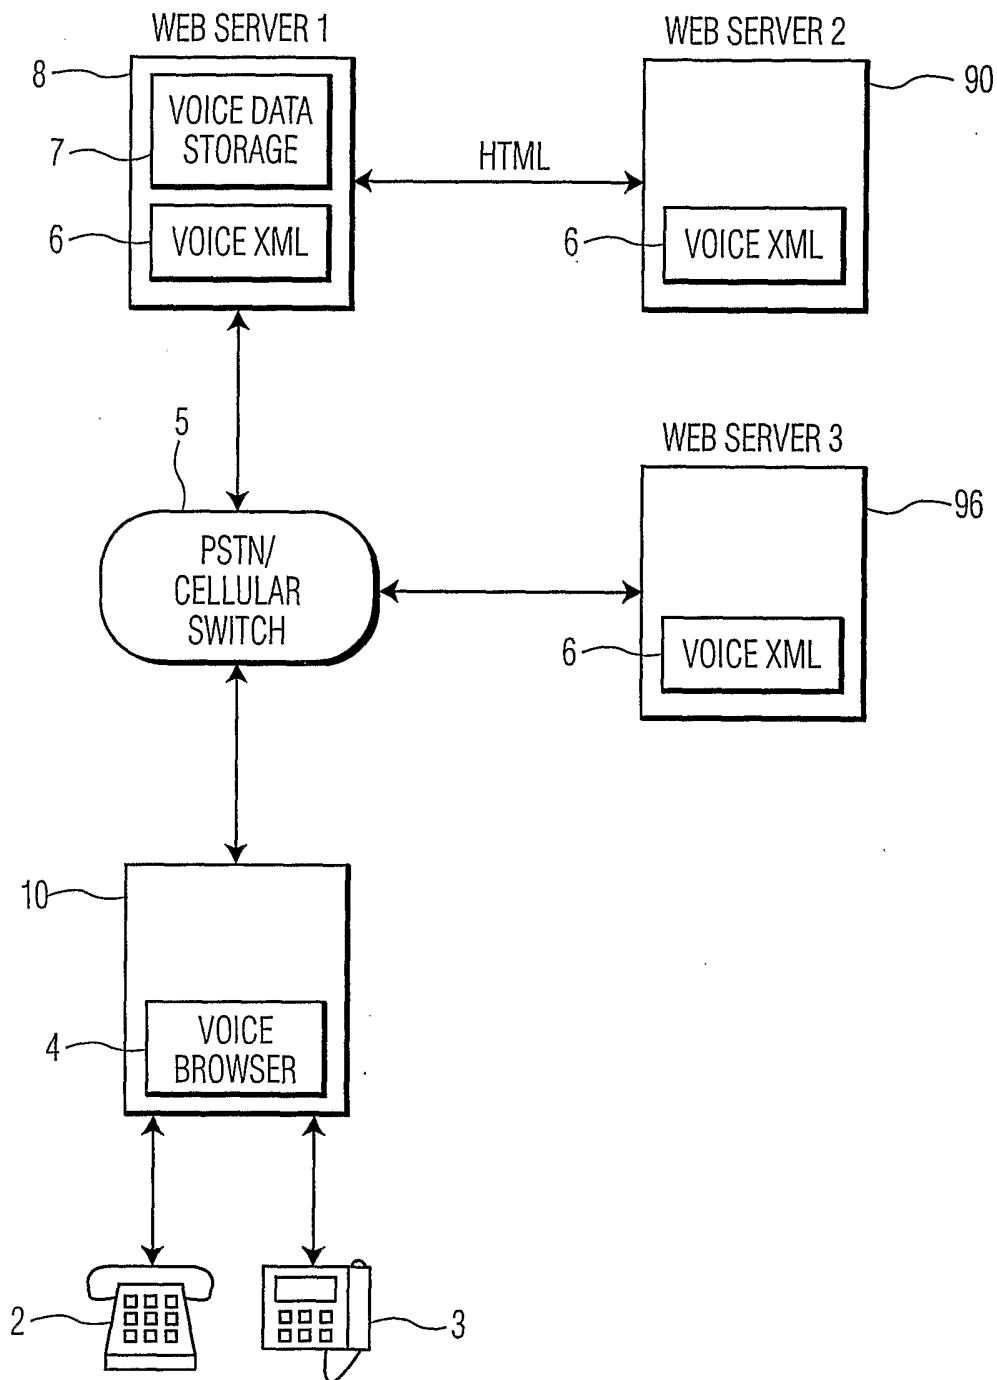 WEB SERVER 1
WEB SERVER 2
8
90
VOICE DATA
STORAGE
7
HTML
6
VOICE XML
6
VOICE XML
5
WEB SERVER 3
96
PSTN/
CELLULAR
SWITCH
6
VOICE XML
10
4
VOICE
BROWSER
2
3